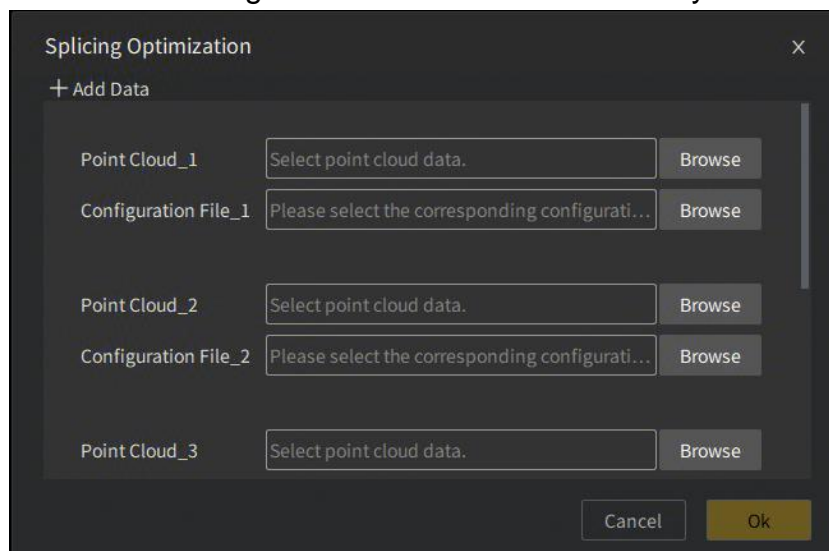 Splicing Optimization X
+ Add Data
Point Cloud_1 Select point cloud data. Browse
Configuration File_1 Please select the corresponding configurati... Browse
Point Cloud_2 Select point cloud data. Browse
Configuration File_2 Please select the corresponding configurati... Browse
Point Cloud_3 Select point cloud data. Browse
Cancel Ok